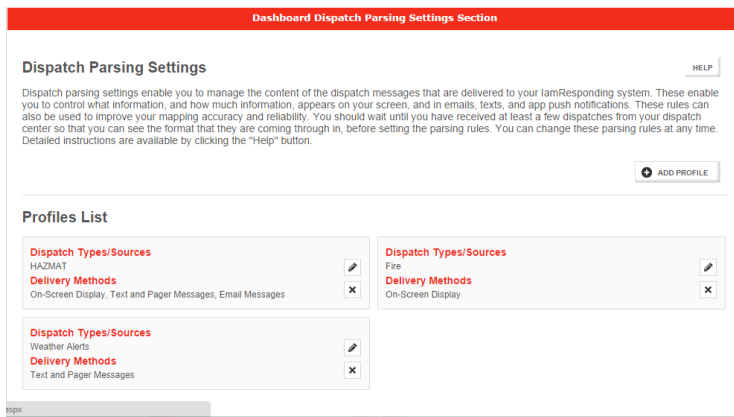 Dashboard Dispatch Parsing Settings Section
Dispatch Parsing Settings
HELP
Dispatch parsing settings enable you to manage the content of the dispatch messages that are delivered to your IamResponding system. These enable
you to control what information, and how much information, appears on your screen, and in emails, texts, and app push notifications. These rules can
also be used to improve your mapping accuracy and reliability. You should wait until you have received at least a few dispatches from your dispatch
center so that you can see the format that they are coming through in, before setting the parsing rules. You can change these parsing rules at any time.
Detailed instructions are available by clicking the "Help" button.
ADD PROFILE
Profiles List
Dispatch Types/Sources
HAZMAT
Delivery Methods
On-Screen Display, Text and Pager Messages, Email Messages
Dispatch Types/Sources
Fire
Delivery Methods
On-Screen Display
Dispatch Types/Sources
Weather Alerts
Delivery Methods
Text and Pager Messages
aspx